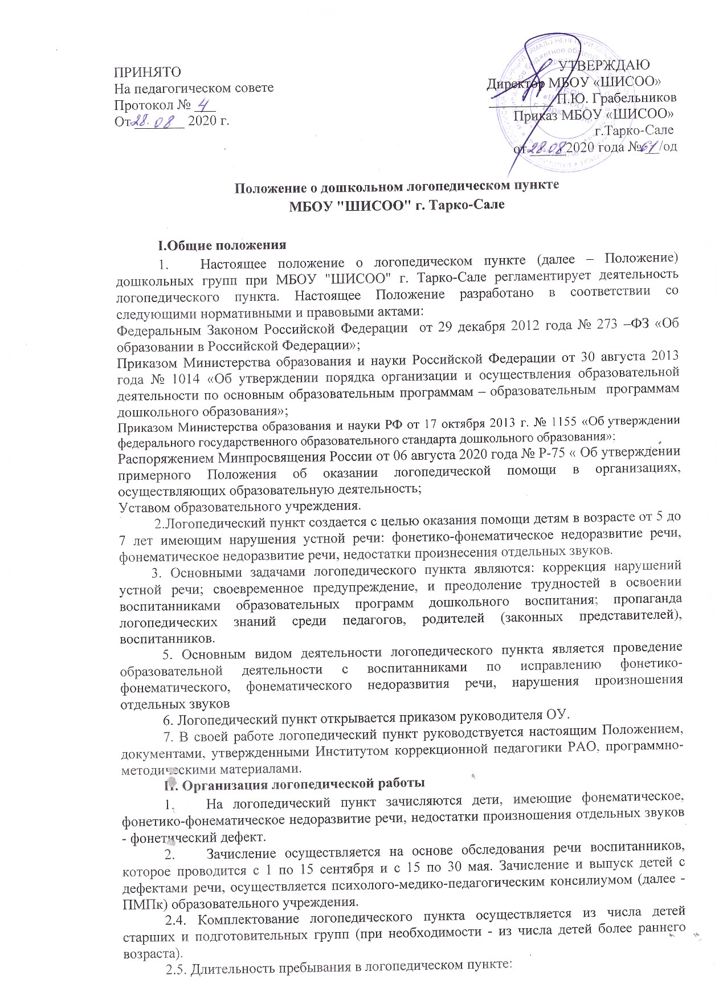 ПРИНЯТО
На педагогическом совете
Протокол № 4
От 28. 08 2020 г.
УТВЕРЖДАЮ
Директор МБОУ «ШИСОО»
П.Ю. Грабельников
Приказ МБОУ «ШИСОО»
г.Тарко-Сале
от 28.08 2020 года № 61/од
Положение о дошкольном логопедическом пункте
МБОУ "ШИСОО" г. Тарко-Сале
I.Общие положения
1. Настоящее положение о логопедическом пункте (далее – Положение)
дошкольных групп при МБОУ "ШИСОО" г. Тарко-Сале регламентирует деятельность
логопедического пункта. Настоящее Положение разработано в соответствии со
следующими нормативными и правовыми актами:
Федеральным Законом Российской Федерации от 29 декабря 2012 года № 273 –ФЗ «Об
образовании в Российской Федерации»;
Приказом Министерства образования и науки Российской Федерации от 30 августа 2013
года № 1014 «Об утверждении порядка организации и осуществления образовательной
деятельности по основным образовательным программам – образовательным программам
дошкольного образования»;
Приказом Министерства образования и науки РФ от 17 октября 2013 г. № 1155 «Об утверждении
федерального государственного образовательного стандарта дошкольного образования»;
Распоряжением Минпросвящения России от 06 августа 2020 года № Р-75 « Об утверждении
примерного Положения об оказании логопедической помощи в организациях,
осуществляющих образовательную деятельность;
Уставом образовательного учреждения.
2.Логопедический пункт создается с целью оказания помощи детям в возрасте от 5 до
7 лет имеющим нарушения устной речи: фонетико-фонематическое недоразвитие речи,
фонематическое недоразвитие речи, недостатки произнесения отдельных звуков.
3. Основными задачами логопедического пункта являются: коррекция нарушений
устной речи; своевременное предупреждение, и преодоление трудностей в освоении
воспитанниками образовательных программ дошкольного воспитания; пропаганда
логопедических знаний среди педагогов, родителей (законных представителей),
воспитанников.
5. Основным видом деятельности логопедического пункта является проведение
образовательной деятельности с воспитанниками по исправлению фонетико-
фонематического, фонематического недоразвития речи, нарушения произношения
отдельных звуков
6. Логопедический пункт открывается приказом руководителя ОУ.
7. В своей работе логопедический пункт руководствуется настоящим Положением,
документами, утвержденными Институтом коррекционной педагогики РАО, программно-
методическими материалами.
II. Организация логопедической работы
1. На логопедический пункт зачисляются дети, имеющие фонематическое,
фонетико-фонематическое недоразвитие речи, недостатки произношения отдельных звуков
- фонетический дефект.
2. Зачисление осуществляется на основе обследования речи воспитанников,
которое проводится с 1 по 15 сентября и с 15 по 30 мая. Зачисление и выпуск детей с
дефектами речи, осуществляется психолого-медико-педагогическим консилиумом (далее -
ПМПк) образовательного учреждения.
2.4. Комплектование логопедического пункта осуществляется из числа детей
старших и подготовительных групп (при необходимости - из числа детей более раннего
возраста).
2.5. Длительность пребывания в логопедическом пункте: